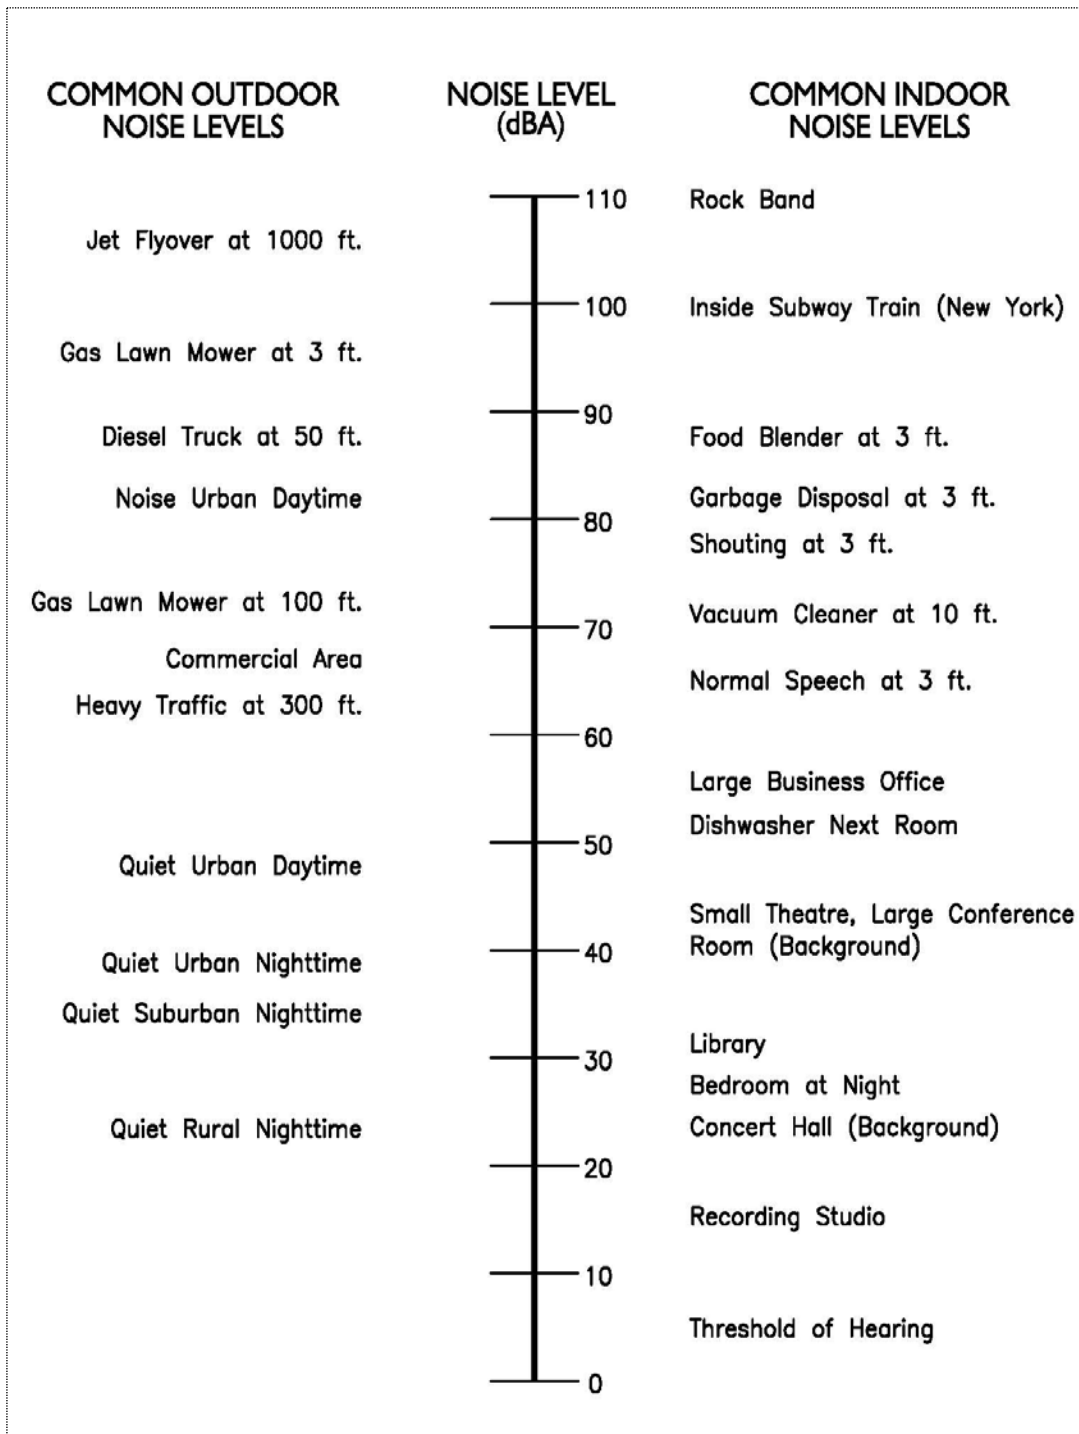 COMMON OUTDOOR
NOISE LEVELS
NOISE LEVEL
(dBA)
COMMON INDOOR
NOISE LEVELS
110
Rock Band
Jet Flyover at 1000 ft.
100
Inside Subway Train (New York)
Gas Lawn Mower at 3 ft.
90
Diesel Truck at 50 ft.
Food Blender at 3 ft.
Noise Urban Daytime
Garbage Disposal at 3 ft.
80
Shouting at 3 ft.
Gas Lawn Mower at 100 ft.
Vacuum Cleaner at 10 ft.
70
Commercial Area
Normal Speech at 3 ft.
Heavy Traffic at 300 ft.
60
Large Business Office
Dishwasher Next Room
50
Quiet Urban Daytime
Small Theatre, Large Conference
Room (Background)
40
Quiet Urban Nighttime
Quiet Suburban Nighttime
Library
30
Bedroom at Night
Quiet Rural Nighttime
Concert Hall (Background)
20
Recording Studio
10
Threshold of Hearing
0